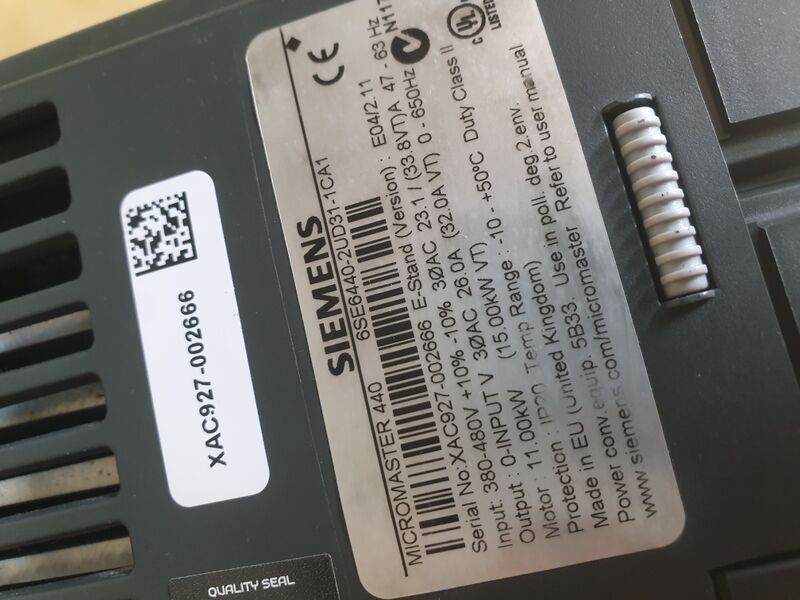 XAC927-002666
QUALITY SEAL
SIEMENS
6SE6440-2UD31-1CA1
MICROMASTER 440
Serial No:XAC927-002666 E-Stand (Version) : E04/2.11
Input: 380-480V +10% -10% 3ØAC 23.1 / (33.8VT)A 47 - 63 Hz
Output : 0-INPUT V 3ØAC 26.0A (32.0A VT) 0 - 650Hz
Motor : 11.00kW (15.00kW VT) Duty Class II
Protection : IP20 Temp Range : -10 - +50°C
Made in EU (United Kingdom)
Power conv.equip. 5B33. Use in poll. deg.2.env.
www.siemens.com/micromaster Refer to user manual
CE
N117
C UL
LISTED